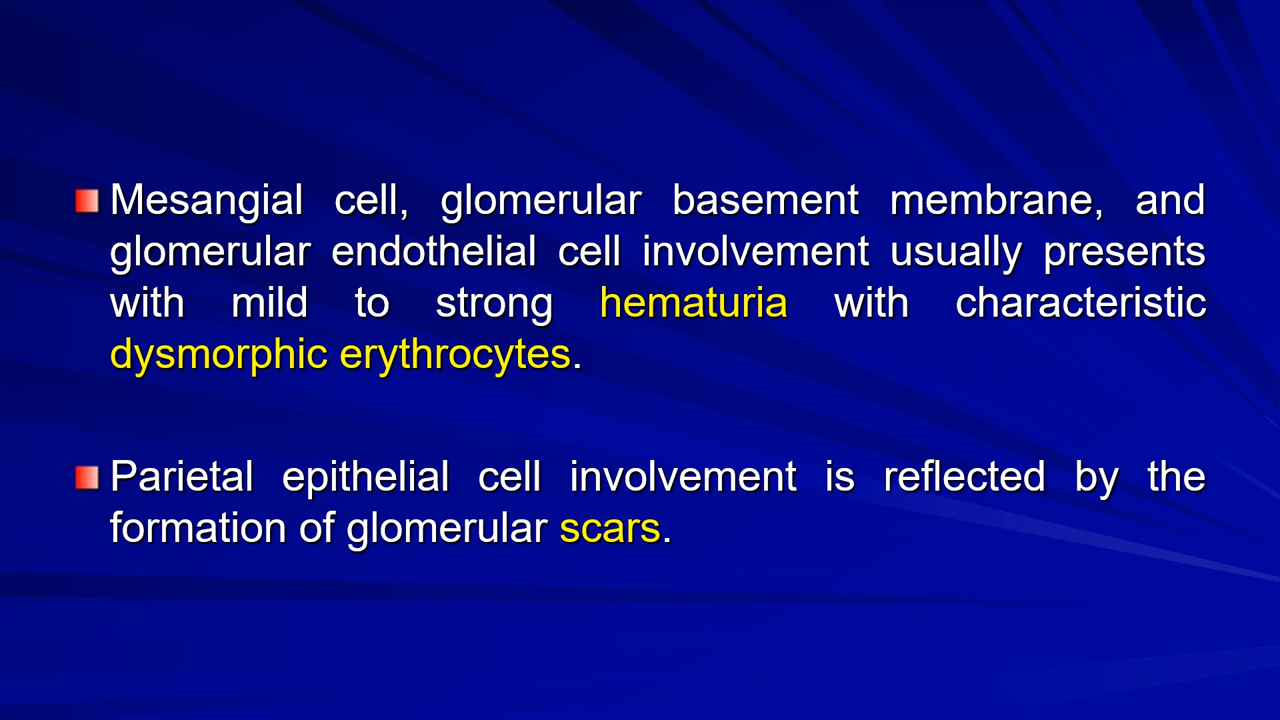 Mesangial cell, glomerular basement membrane, and
glomerular endothelial cell involvement usually presents
with mild to strong hematuria with characteristic
dysmorphic erythrocytes.
Parietal epithelial cell involvement is reflected by the
formation of glomerular scars.